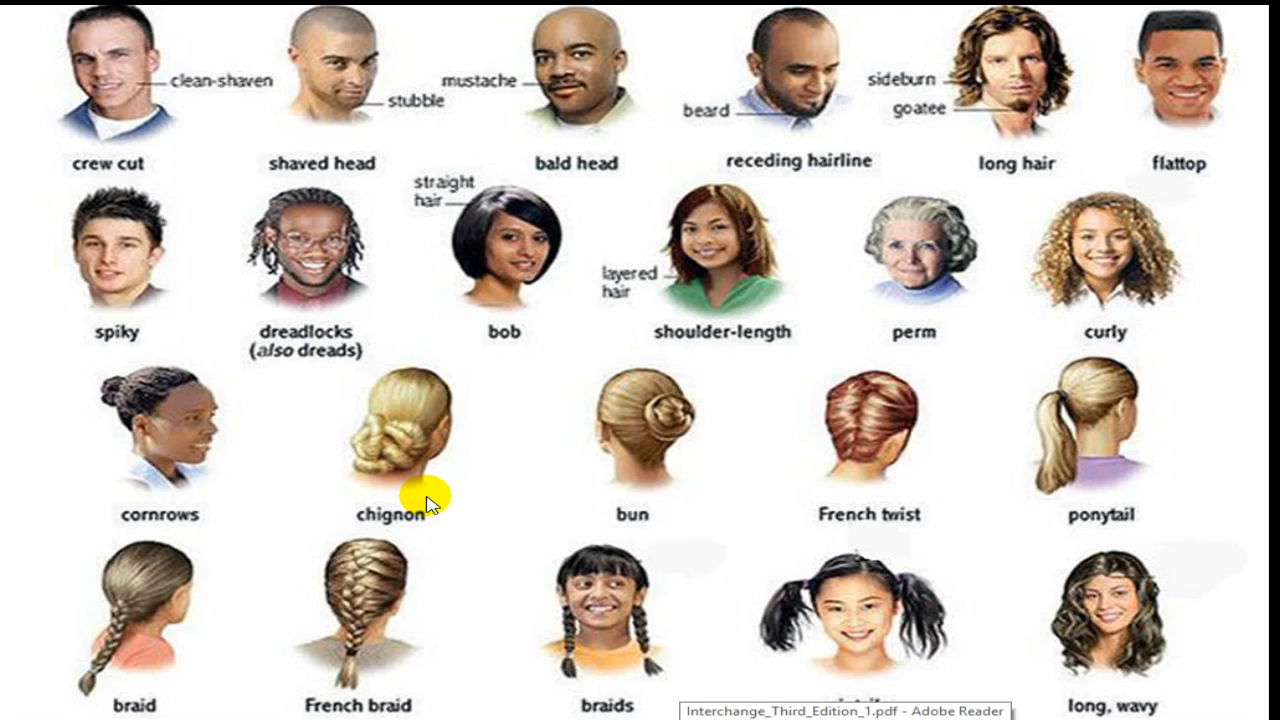 clean-shaven
stubble
mustache
beard
sideburn
goatee
crew cut
shaved head
bald head
receding hairline
long hair
flattop
straight
hair
layered
hair
spiky
dreadlocks
(also dreads)
bob
shoulder-length
perm
curly
cornrows
chignon
bun
French twist
ponytail
braid
French braid
braids
long, wavy
Interchange_Third_Edition_1.pdf - Adobe Reader